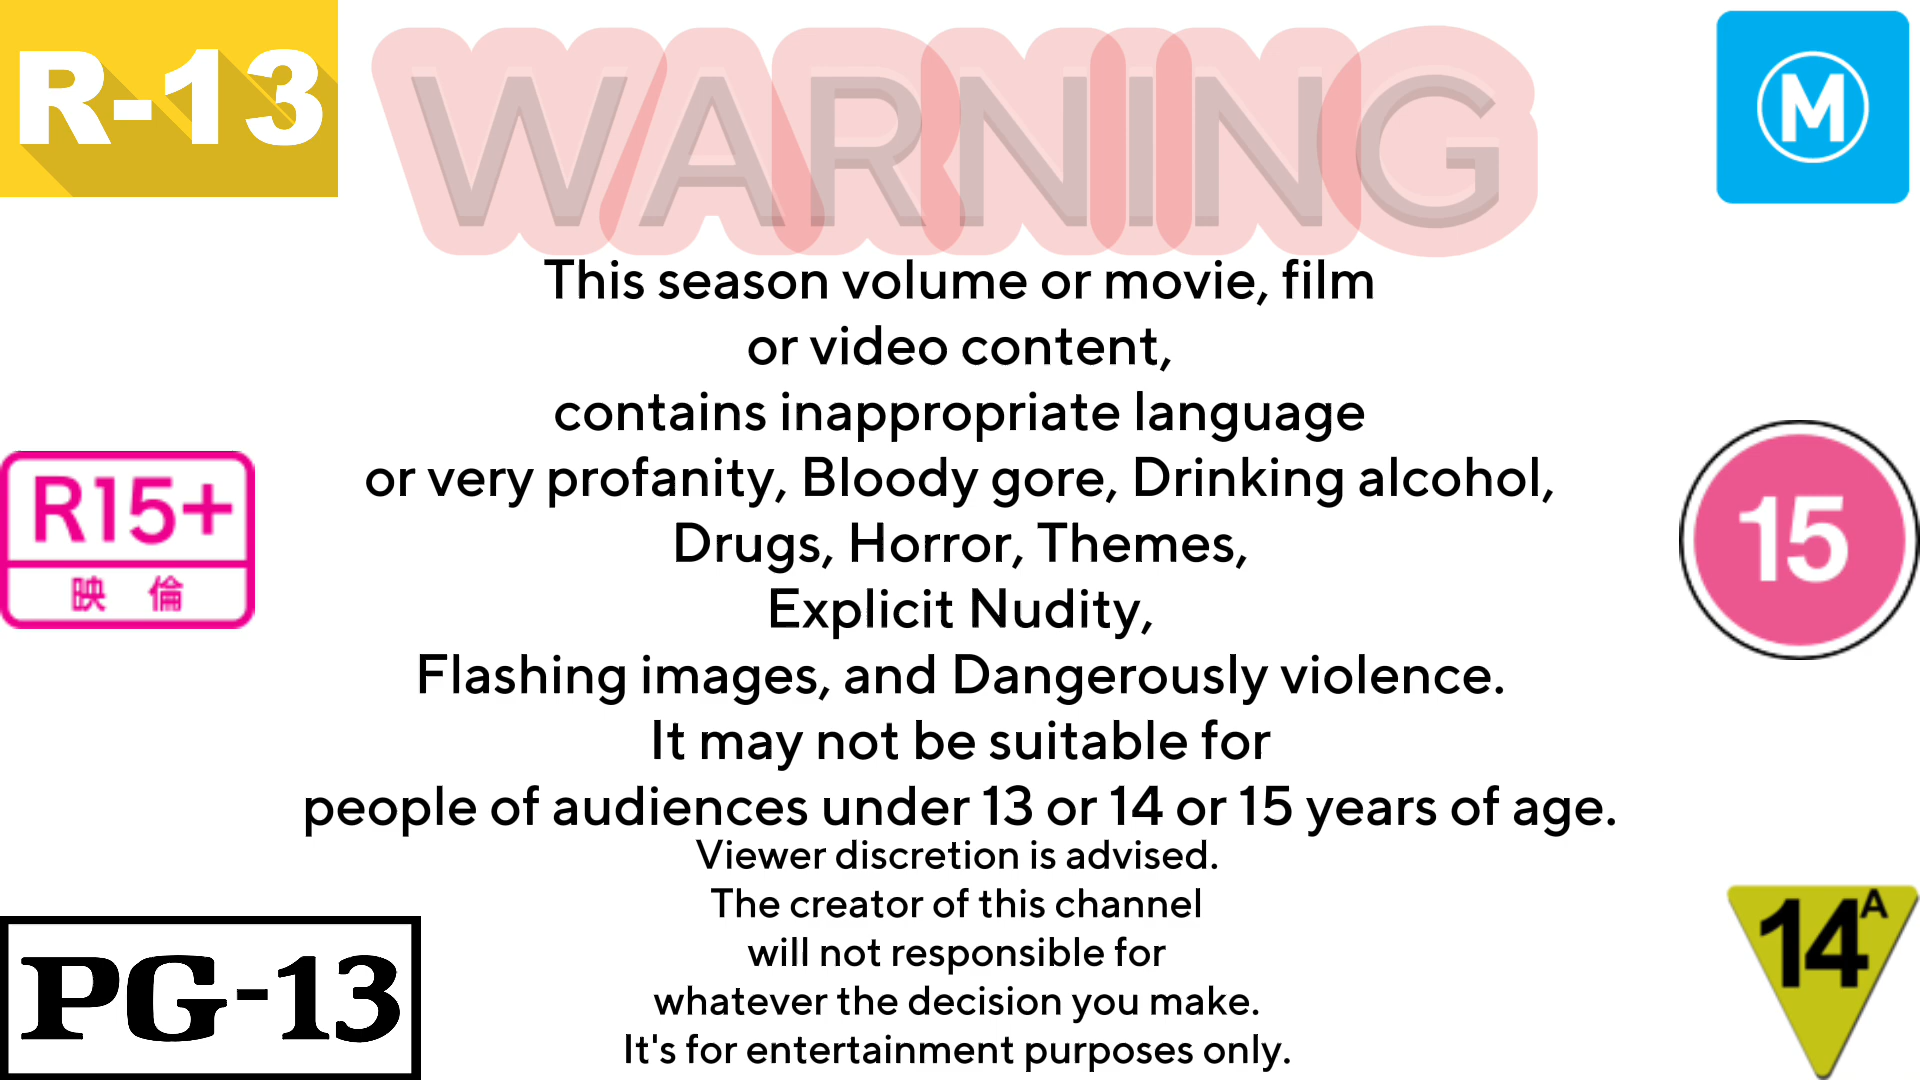 R-13
WARNING
M
This season volume or movie, film
or video content,
contains inappropriate language
or very profanity, Bloody gore, Drinking alcohol,
Drugs, Horror, Themes,
Explicit Nudity,
Flashing images, and Dangerously violence.
It may not be suitable for
people of audiences under 13 or 14 or 15 years of age.
R15+
映倫
15
Viewer discretion is advised.
The creator of this channel
will not responsible for
whatever the decision you make.
It's for entertainment purposes only.
PG-13
14A